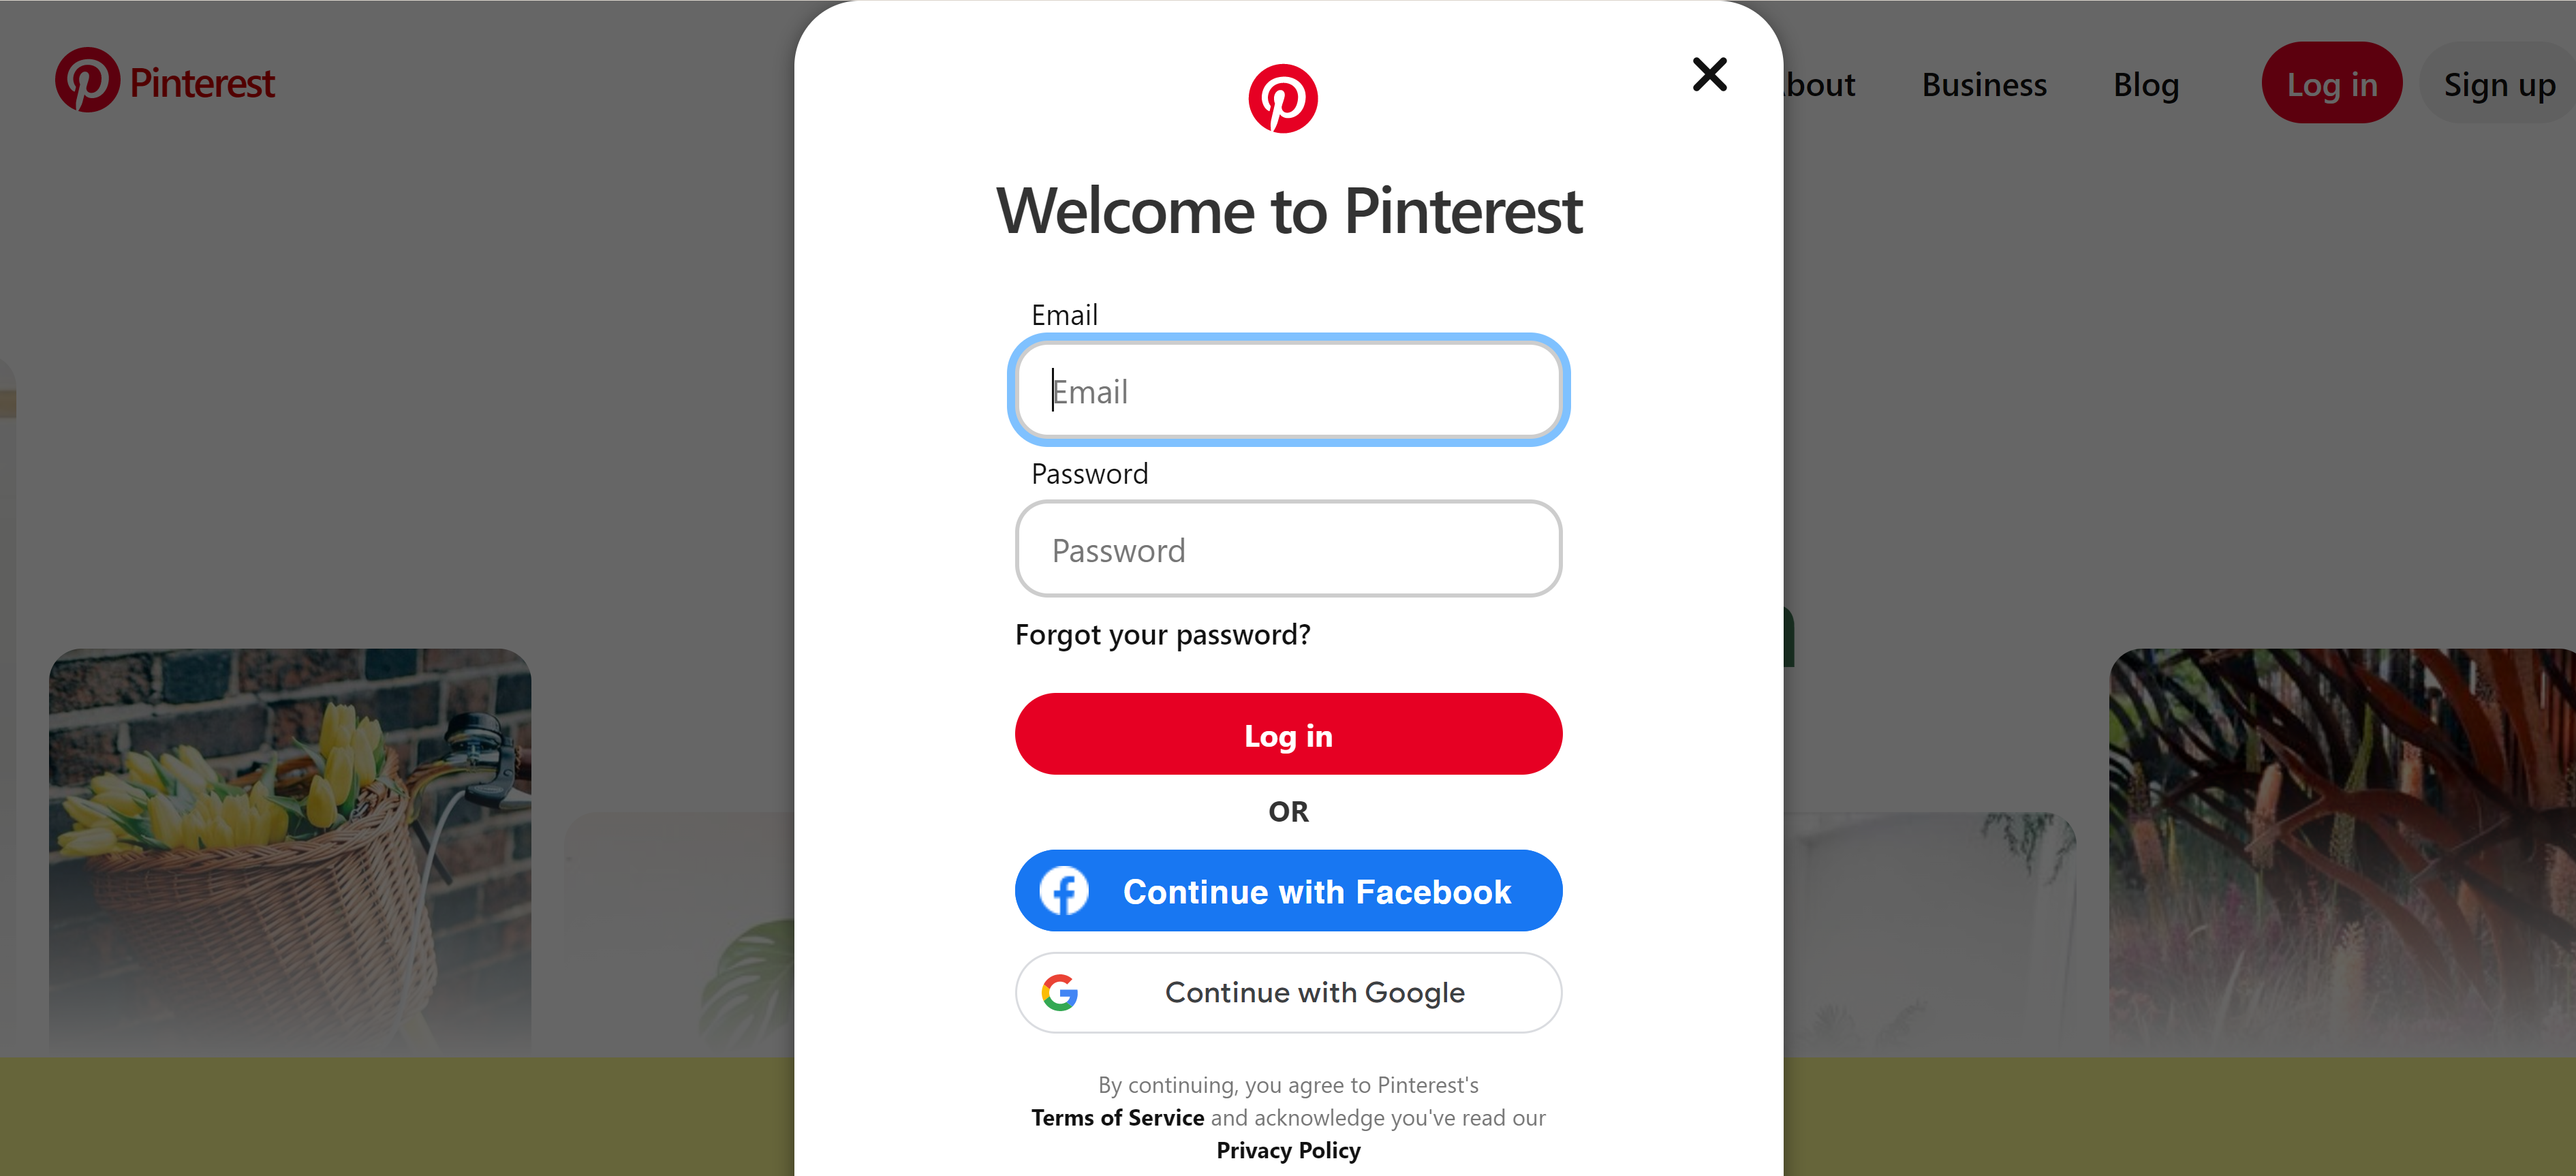 Pinterest
About Business Blog Log in Sign up
Welcome to Pinterest
Email
Email
Password
Password
Forgot your password?
Log in
OR
Continue with Facebook
Continue with Google
By continuing, you agree to Pinterest's
Terms of Service and acknowledge you've read our
Privacy Policy